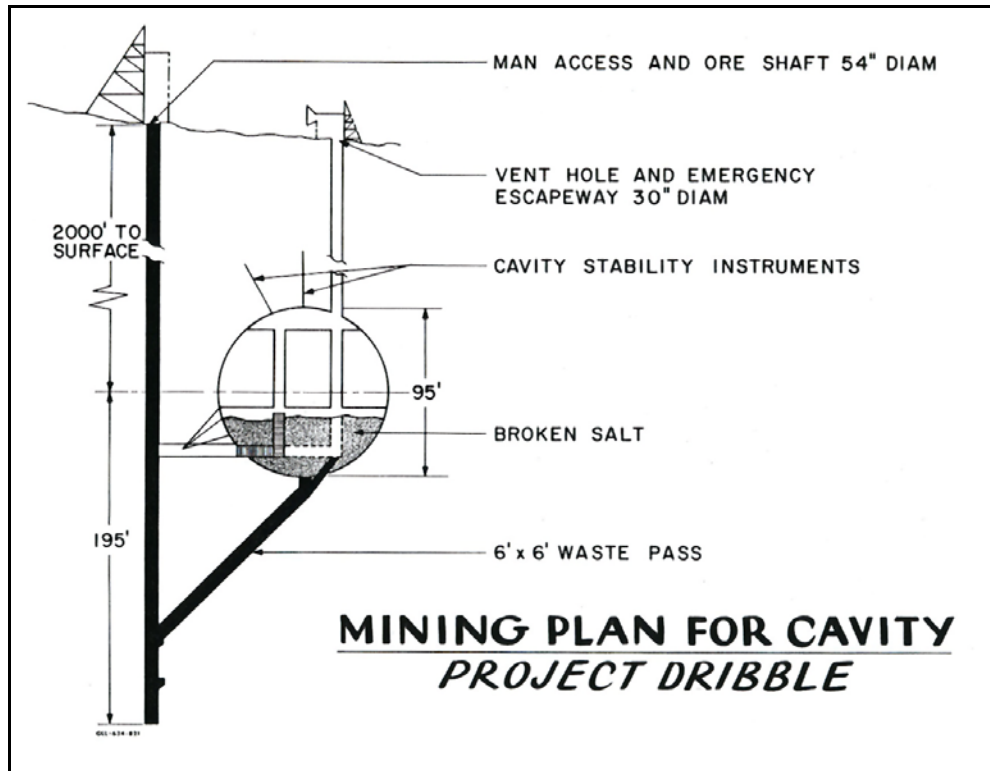 MAN ACCESS AND ORE SHAFT 54" DIAM
VENT HOLE AND EMERGENCY
ESCAPEWAY 30" DIAM
2000' TO
SURFACE
CAVITY STABILITY INSTRUMENTS
95'
BROKEN SALT
195'
6' x 6' WASTE PASS
MINING PLAN FOR CAVITY
PROJECT DRIBBLE